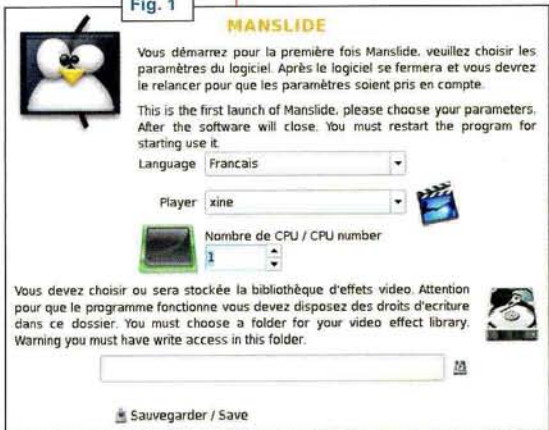 Fig. 1
MANSLIDE
Vous démarrez pour la première fois Manslide. veuillez choisir les
paramètres du logiciel. Après le logiciel se fermera et vous devrez
le relancer pour que les paramètres soient pris en compte.
This is the first launch of Manslide, please choose your parameters.
After the software will close. You must restart the program for
starting use it
Language Francais
Player xine
Nombre de CPU / CPU number
1
Vous devez choisir ou sera stockée la bibliothèque d'effets video. Attention
pour que le programme fonctionne vous devez disposez des droits d'ecriture
dans ce dossier. You must choose a folder for your video effect library.
Warning you must have write access in this folder.
Sauvegarder / Save